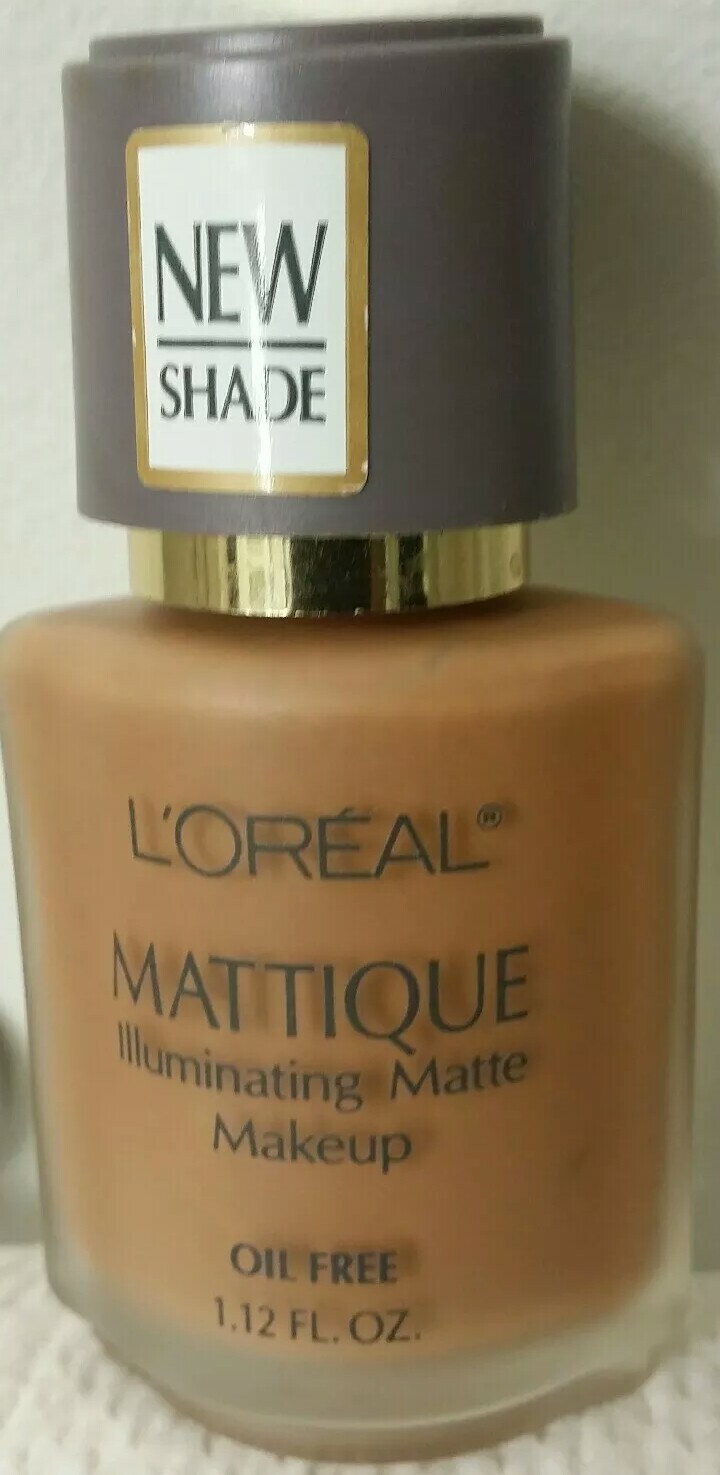 NEW
SHADE
L'ORÉAL®
MATTIQUE
Illuminating Matte
Makeup
OIL FREE
1.12 FL. OZ.